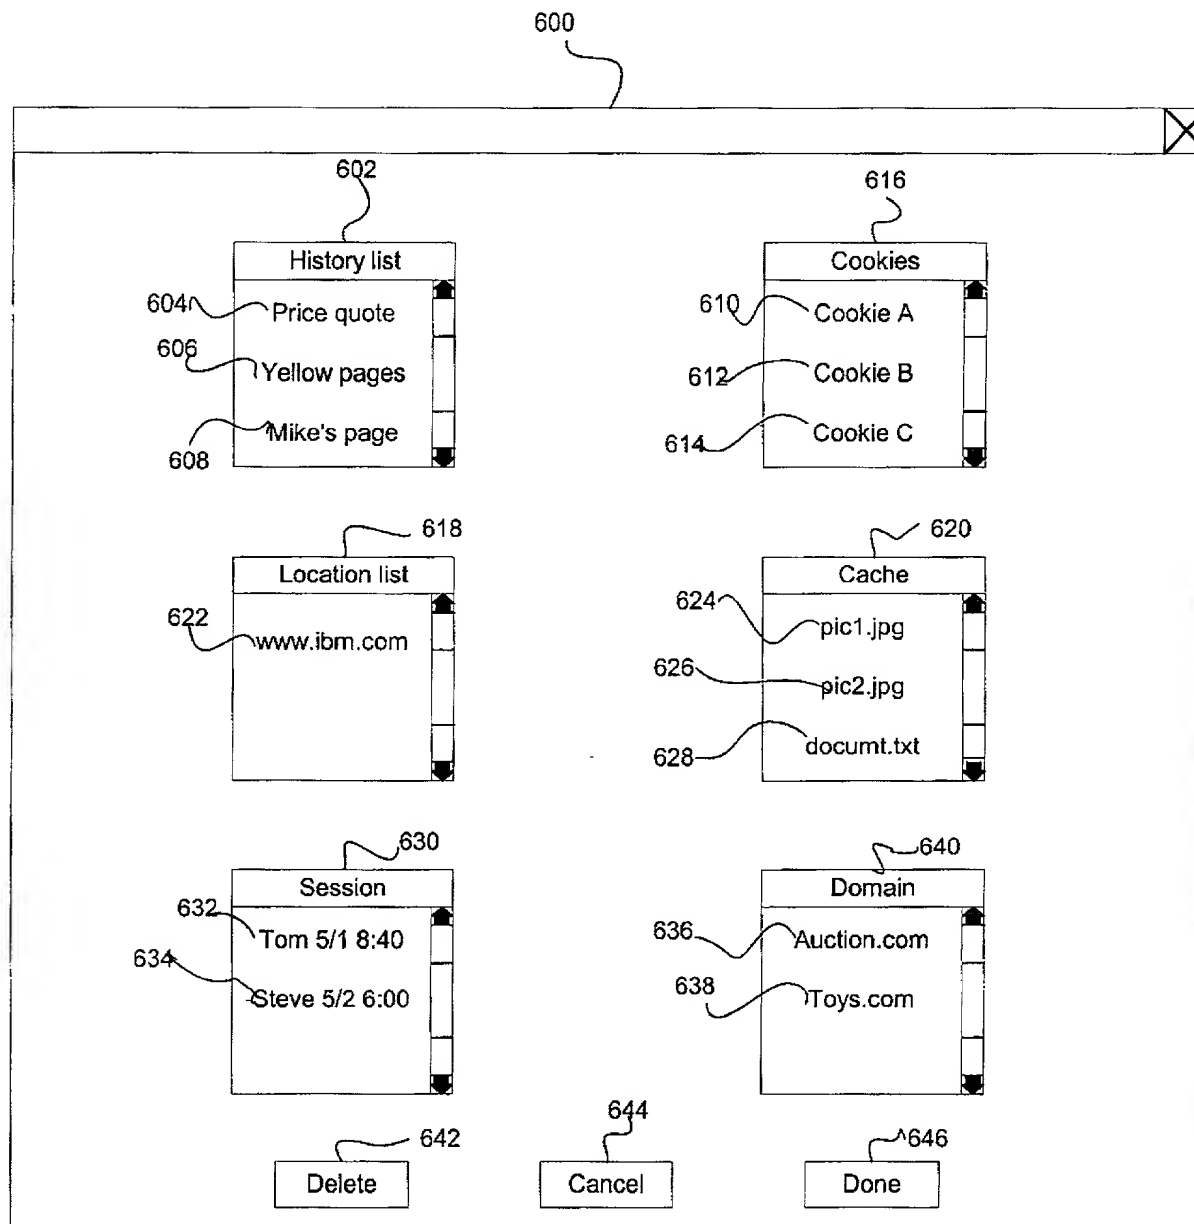 600
602
616
History list
Cookies
604
Price quote
610
Cookie A
606
Yellow pages
612
Cookie B
608
Mike's page
614
Cookie C
618
620
Location list
Cache
622
www.ibm.com
624
pic1.jpg
626
pic2.jpg
628
documt.txt
630
640
Session
Domain
632
Tom 5/1 8:40
636
Auction.com
634
Steve 5/2 6:00
638
Toys.com
642
644
646
Delete
Cancel
Done